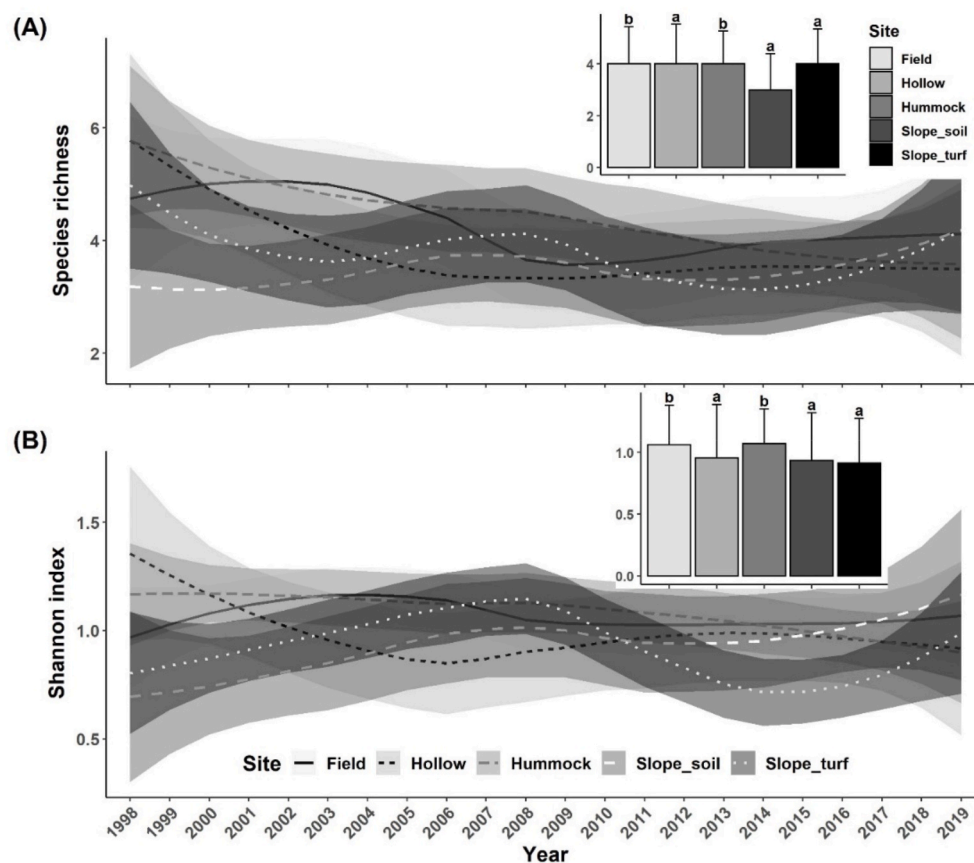 (A)
Species richness
6
4
2
4
2
0
b a b a a
Site
Field
Hollow
Hummock
Slope_soil
Slope_turf
(B)
Shannon index
1.5
1.0
0.5
1.0
0.5
0.0
b a b a a
Site Field Hollow Hummock Slope_soil Slope_turf
1998 1999 2000 2001 2002 2003 2004 2005 2006 2007 2008 2009 2010 2011 2012 2013 2014 2015 2016 2017 2018 2019
Year